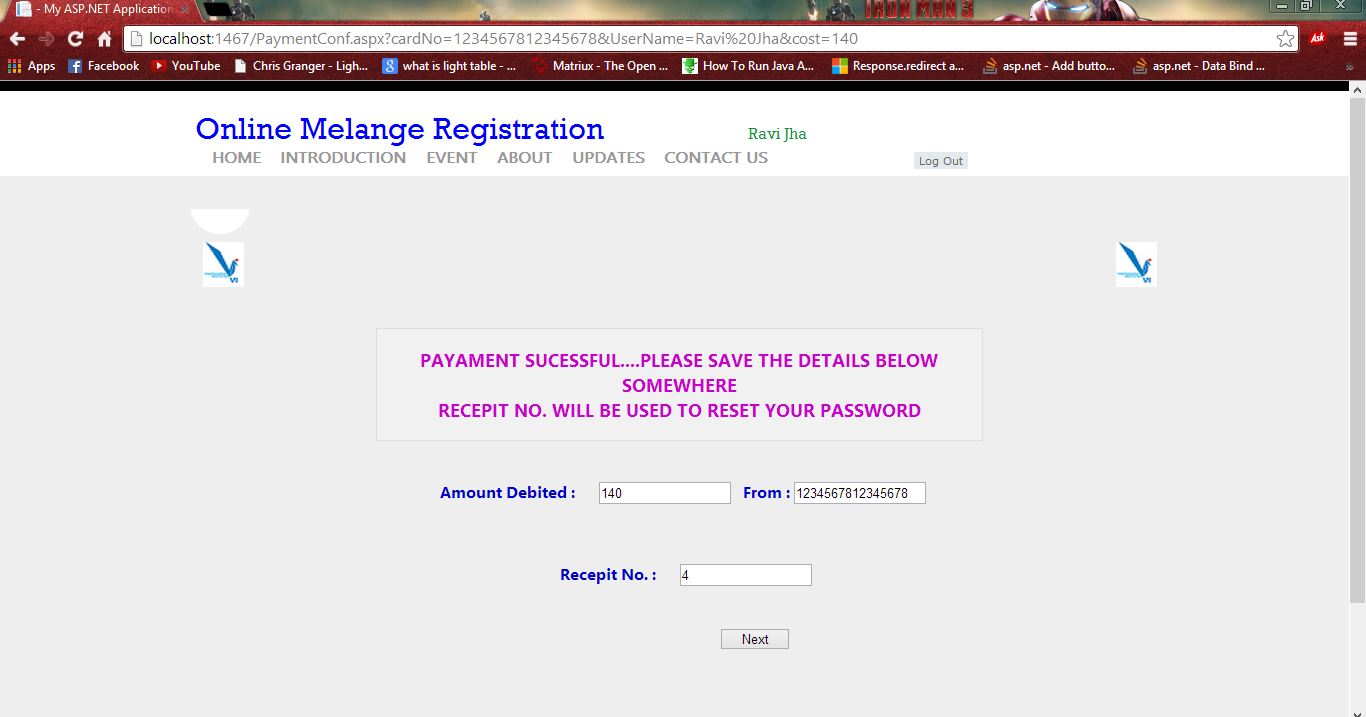 - My ASP.NET Application
IRON MAN 3
localhost:1467/PaymentConf.aspx?cardNo=1234567812345678&UserName=Ravi%20Jha&cost=140
Ask
Apps Facebook YouTube Chris Granger - Ligh... what is light table - ... Matriux - The Open ... How To Run Java A... Response.redirect a... asp.net - Add butto... asp.net - Data Bind ... »
Online Melange Registration
Ravi Jha
HOME INTRODUCTION EVENT ABOUT UPDATES CONTACT US
Log Out
PAYAMENT SUCESSFUL....PLEASE SAVE THE DETAILS BELOW
SOMEWHERE
RECEPIT NO. WILL BE USED TO RESET YOUR PASSWORD
Amount Debited : 140 From : 1234567812345678
Recepit No. : 4
Next